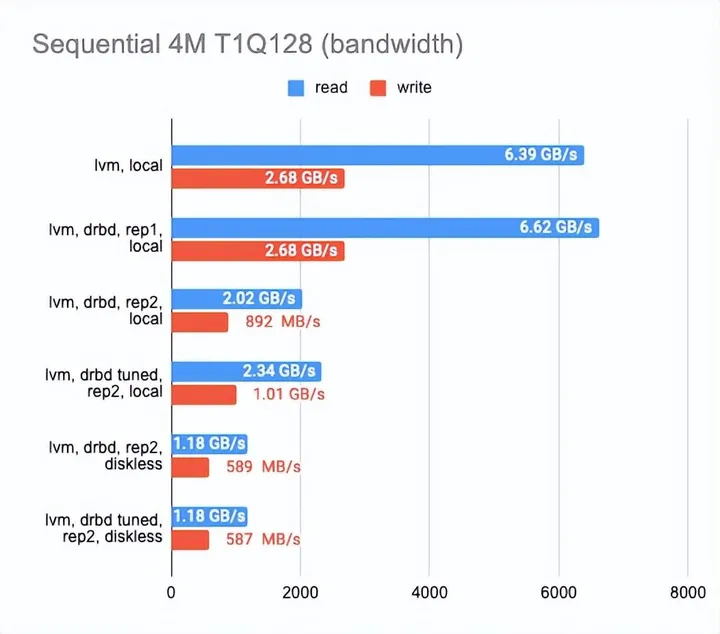 Sequential 4M T1Q128 (bandwidth)
read write
lvm, local
6.39 GB/s
2.68 GB/s
lvm, drbd, rep1,
local
6.62 GB/s
2.68 GB/s
lvm, drbd, rep2,
local
2.02 GB/s
892 MB/s
lvm, drbd tuned,
rep2, local
2.34 GB/s
1.01 GB/s
lvm, drbd, rep2,
diskless
1.18 GB/s
589 MB/s
lvm, drbd tuned,
rep2, diskless
1.18 GB/s
587 MB/s
0 2000 4000 6000 8000